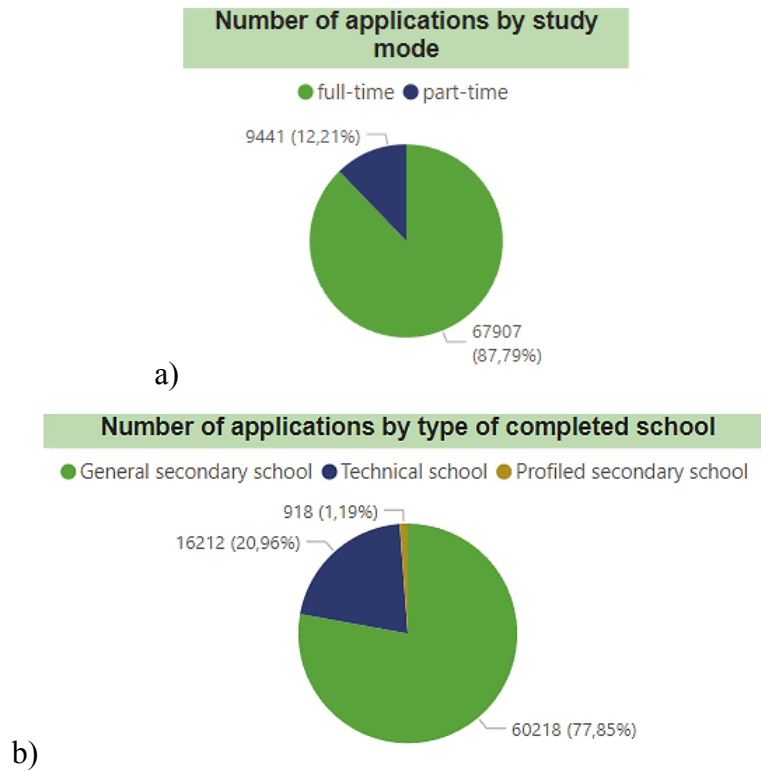 Number of applications by study
mode
full-time part-time
9441 (12,21%)
67907
(87,79%)
a)
Number of applications by type of completed school
General secondary school Technical school Profiled secondary school
918 (1,19%)
16212 (20,96%)
60218 (77,85%)
b)